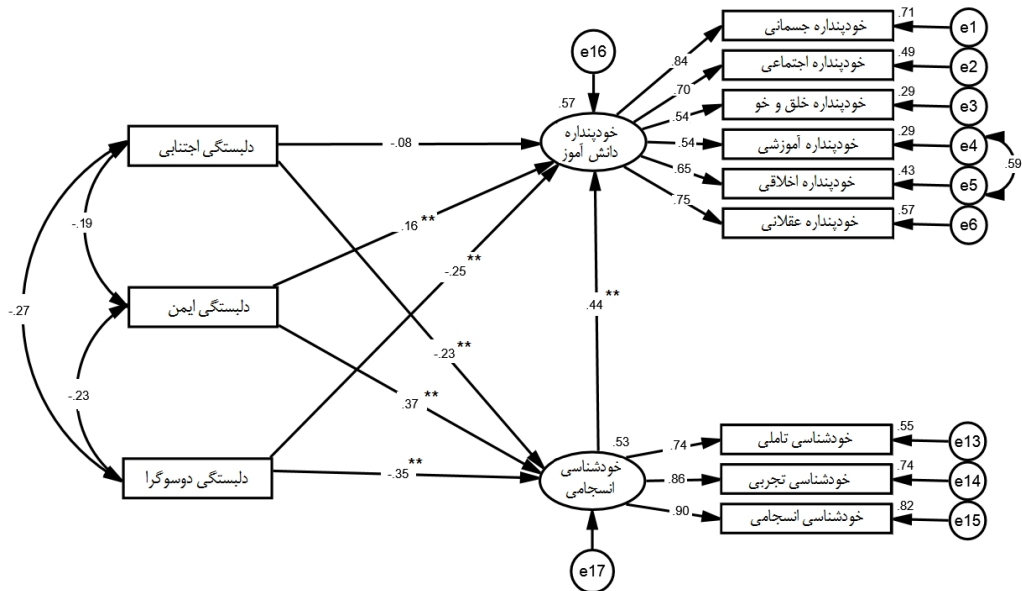 .71
خودپنداره جسمانی
e1
.84
.49
خودپنداره اجتماعی
e2
.70
e16
.29
خودپنداره خلق و خو
e3
.54
.57
خودپنداره
دانش آموز
.29
خودپنداره آموزشی
e4
.54
.59
.43
خودپنداره اخلاقی
e5
.65
.57
خودپنداره عقلانی
e6
.75
دلبستگی اجتنابی
-.08
-.19
.16 **
-.25 **
دلبستگی ایمن
-.27
.44 **
-.23 **
.37 **
-.23
دلبستگی دوسوگرا
-.35 **
.53
خودشناسی
انسجامی
.74
.55
خودشناسی تاملی
e13
.86
.74
خودشناسی تجربی
e14
.90
.82
خودشناسی انسجامی
e15
e17